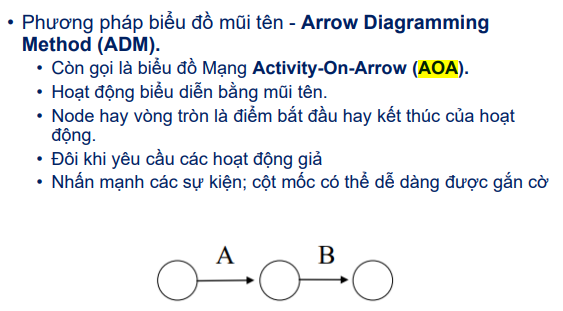 • Phương pháp biểu đồ mũi tên - Arrow Diagramming
Method (ADM).
• Còn gọi là biểu đồ Mạng Activity-On-Arrow (AOA).
• Hoạt động biểu diễn bằng mũi tên.
• Node hay vòng tròn là điểm bắt đầu hay kết thúc của hoạt
động.
• Đôi khi yêu cầu các hoạt động giả
• Nhấn mạnh các sự kiện; cột mốc có thể dễ dàng được gắn cờ
A B